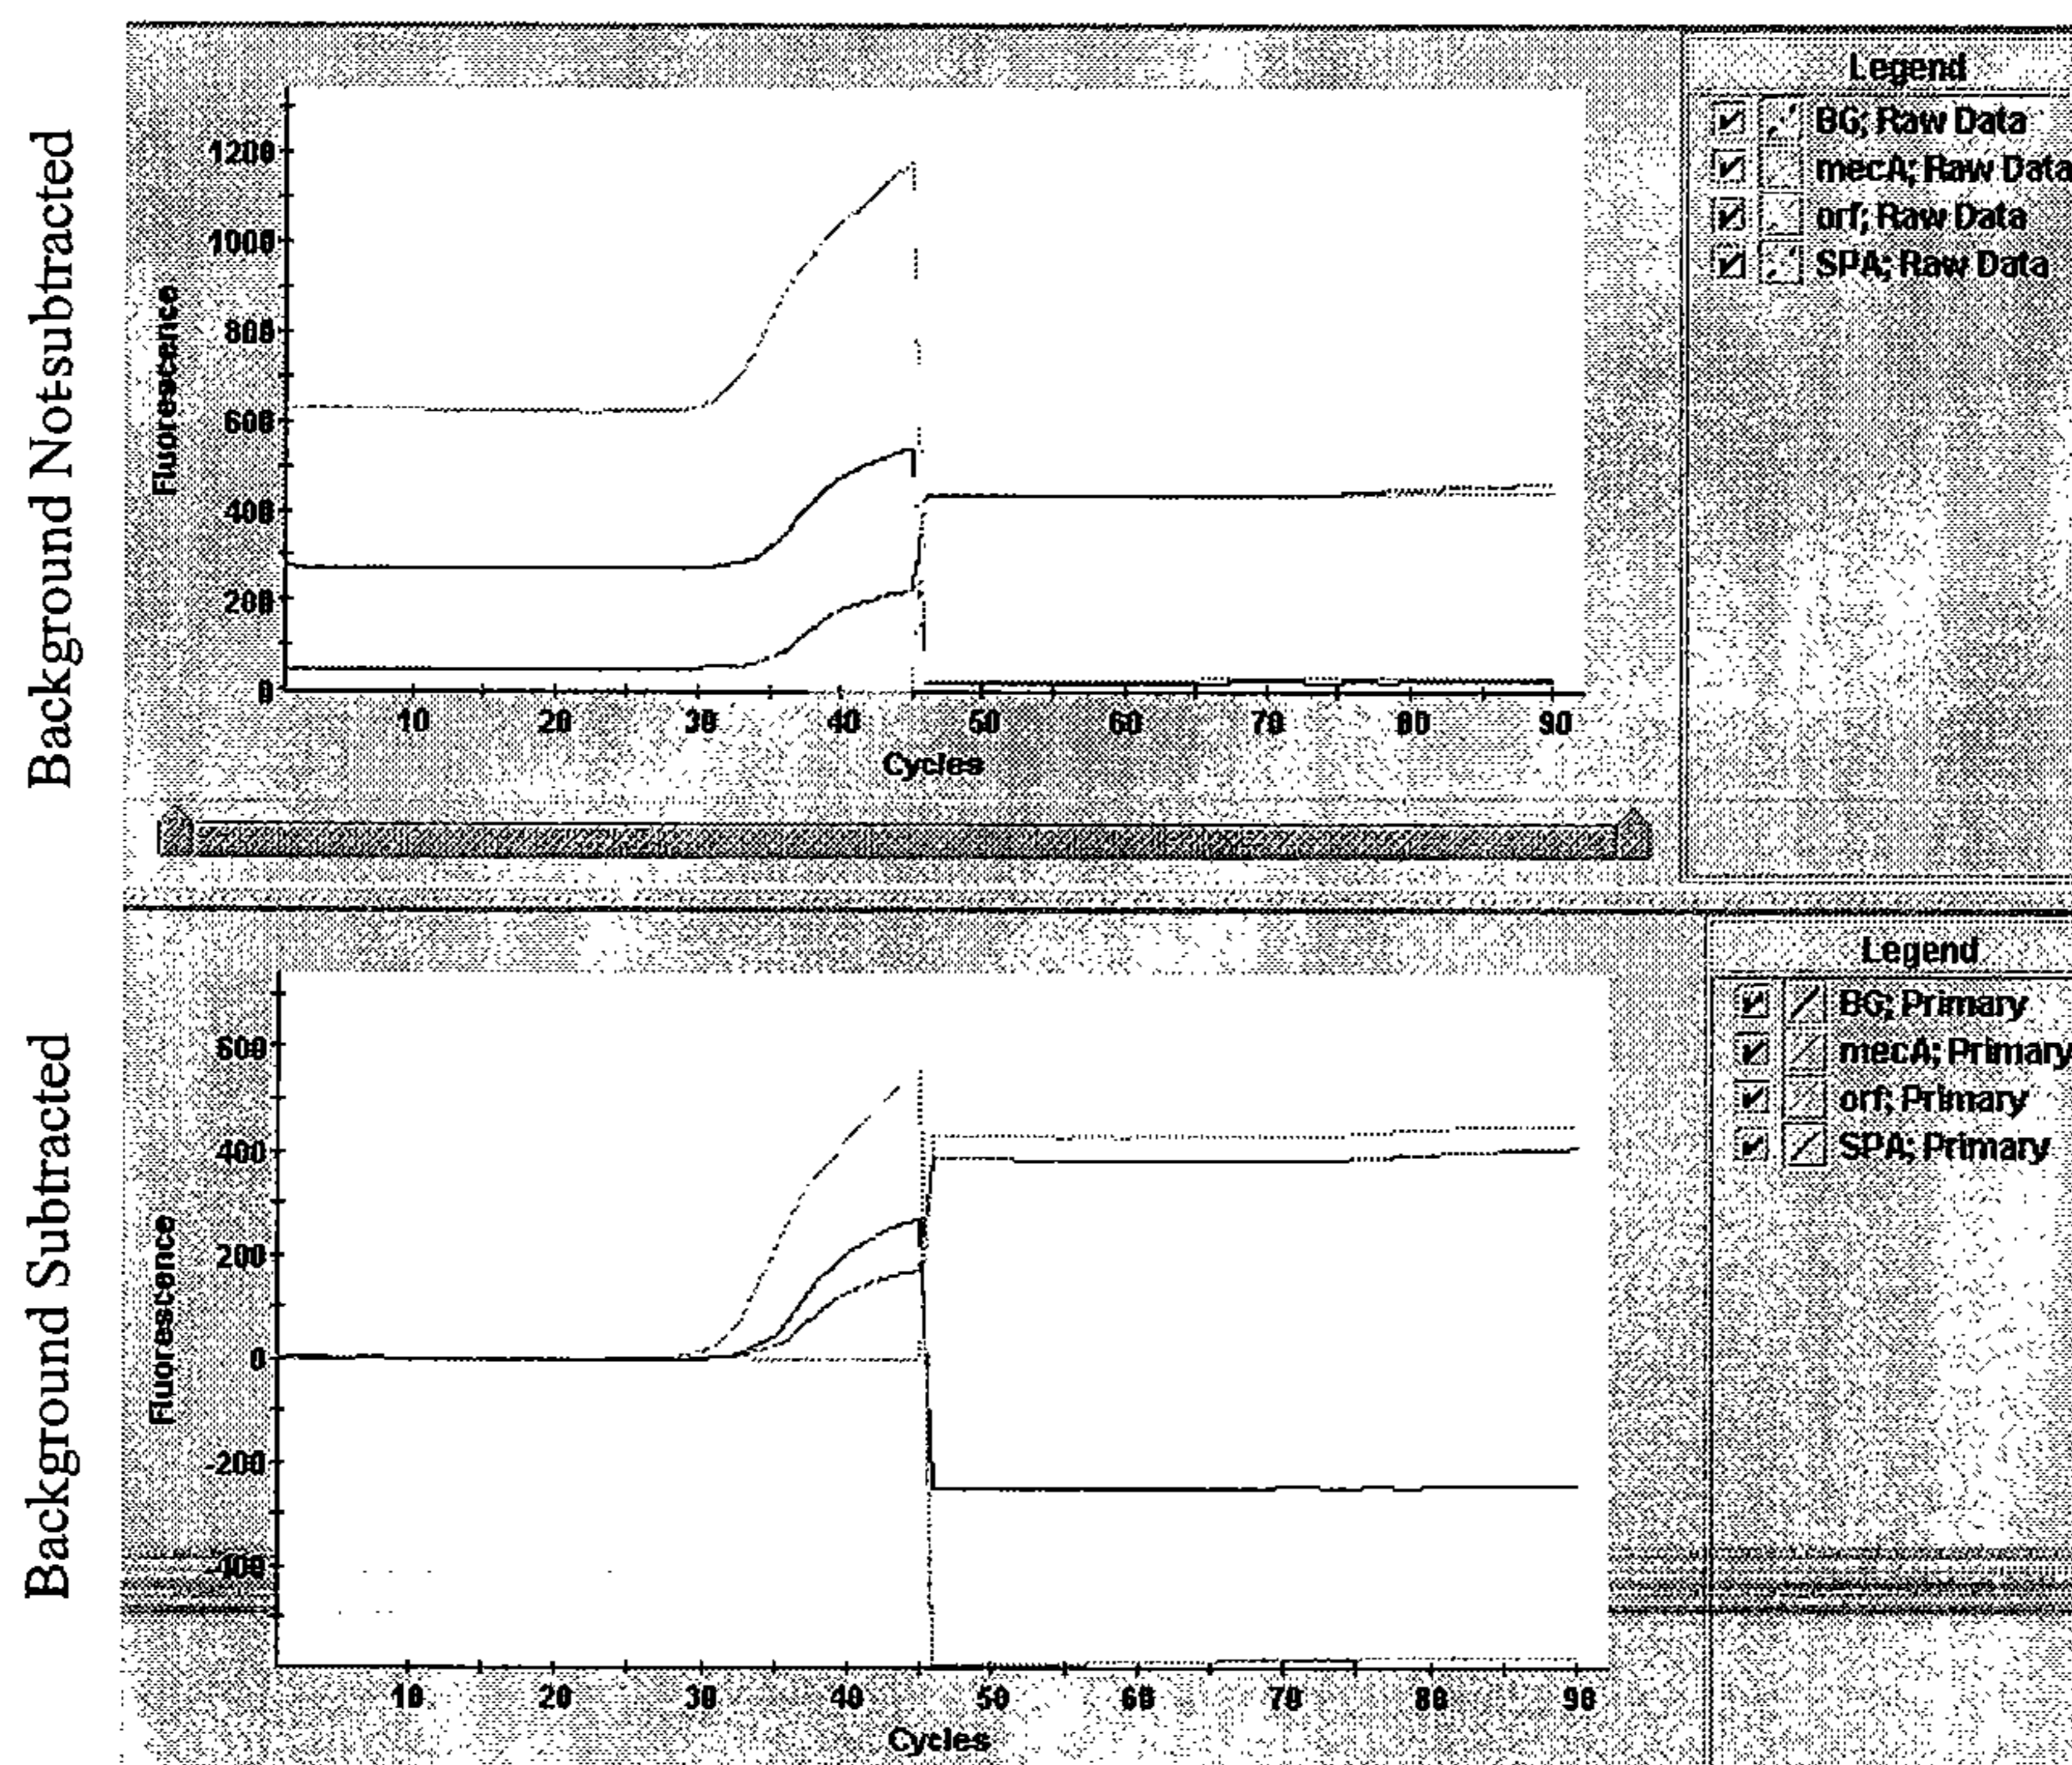 Background Not-subtracted
Fluorescence
1200
1000
800
600
400
200
0
10 20 30 40 50 60 70 80 90
Cycles
Legend
BG; Raw Data
mecA; Raw Data
orf; Raw Data
SPA; Raw Data
Background Subtracted
Fluorescence
600
400
200
0
-200
-400
10 20 30 40 50 60 70 80 90
Cycles
Legend
BG; Primary
mecA; Primary
orf; Primary
SPA; Primary